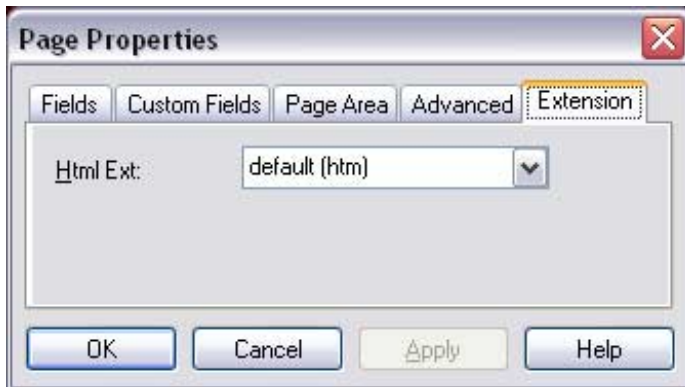 Page Properties
Fields Custom Fields Page Area Advanced Extension
Html Ext: default (htm)
OK Cancel Apply Help